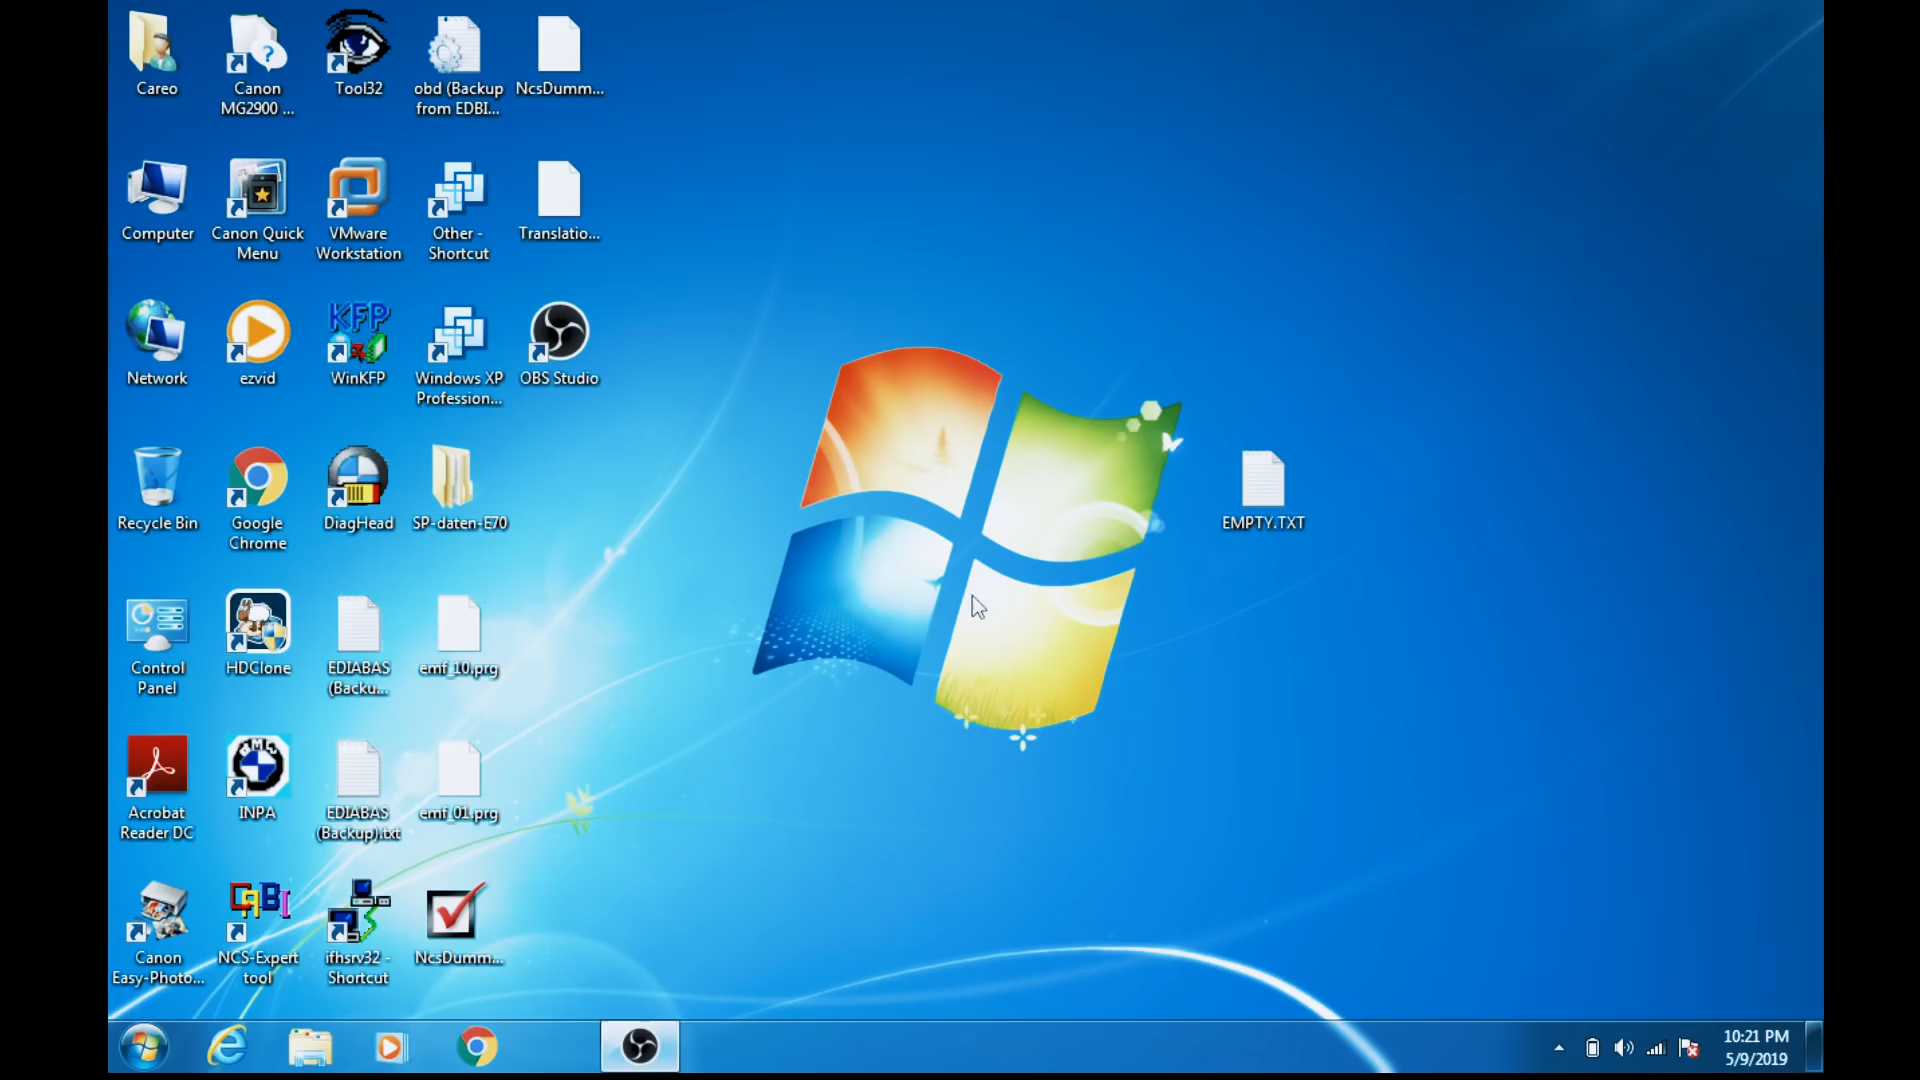 Careo
Canon
MG2900 ...
Tool32
obd (Backup
from EDBI...
NcsDumm...
Computer
Canon Quick
Menu
VMware
Workstation
Other -
Shortcut
Translatio...
Network
ezvid
KFP
WinKFP
Windows XP
Profession...
OBS Studio
Recycle Bin
Google
Chrome
DiagHead
SP-daten-E70
EMPTY.TXT
Control
Panel
HDClone
EDIABAS
(Backu...
emf_10.prg
Acrobat
Reader DC
INPA
EDIABAS
(Backup).txt
emf_01.prg
Canon
Easy-Photo...
NCS-Expert
tool
ifhsrv32 -
Shortcut
NcsDumm...
10:21 PM
5/9/2019